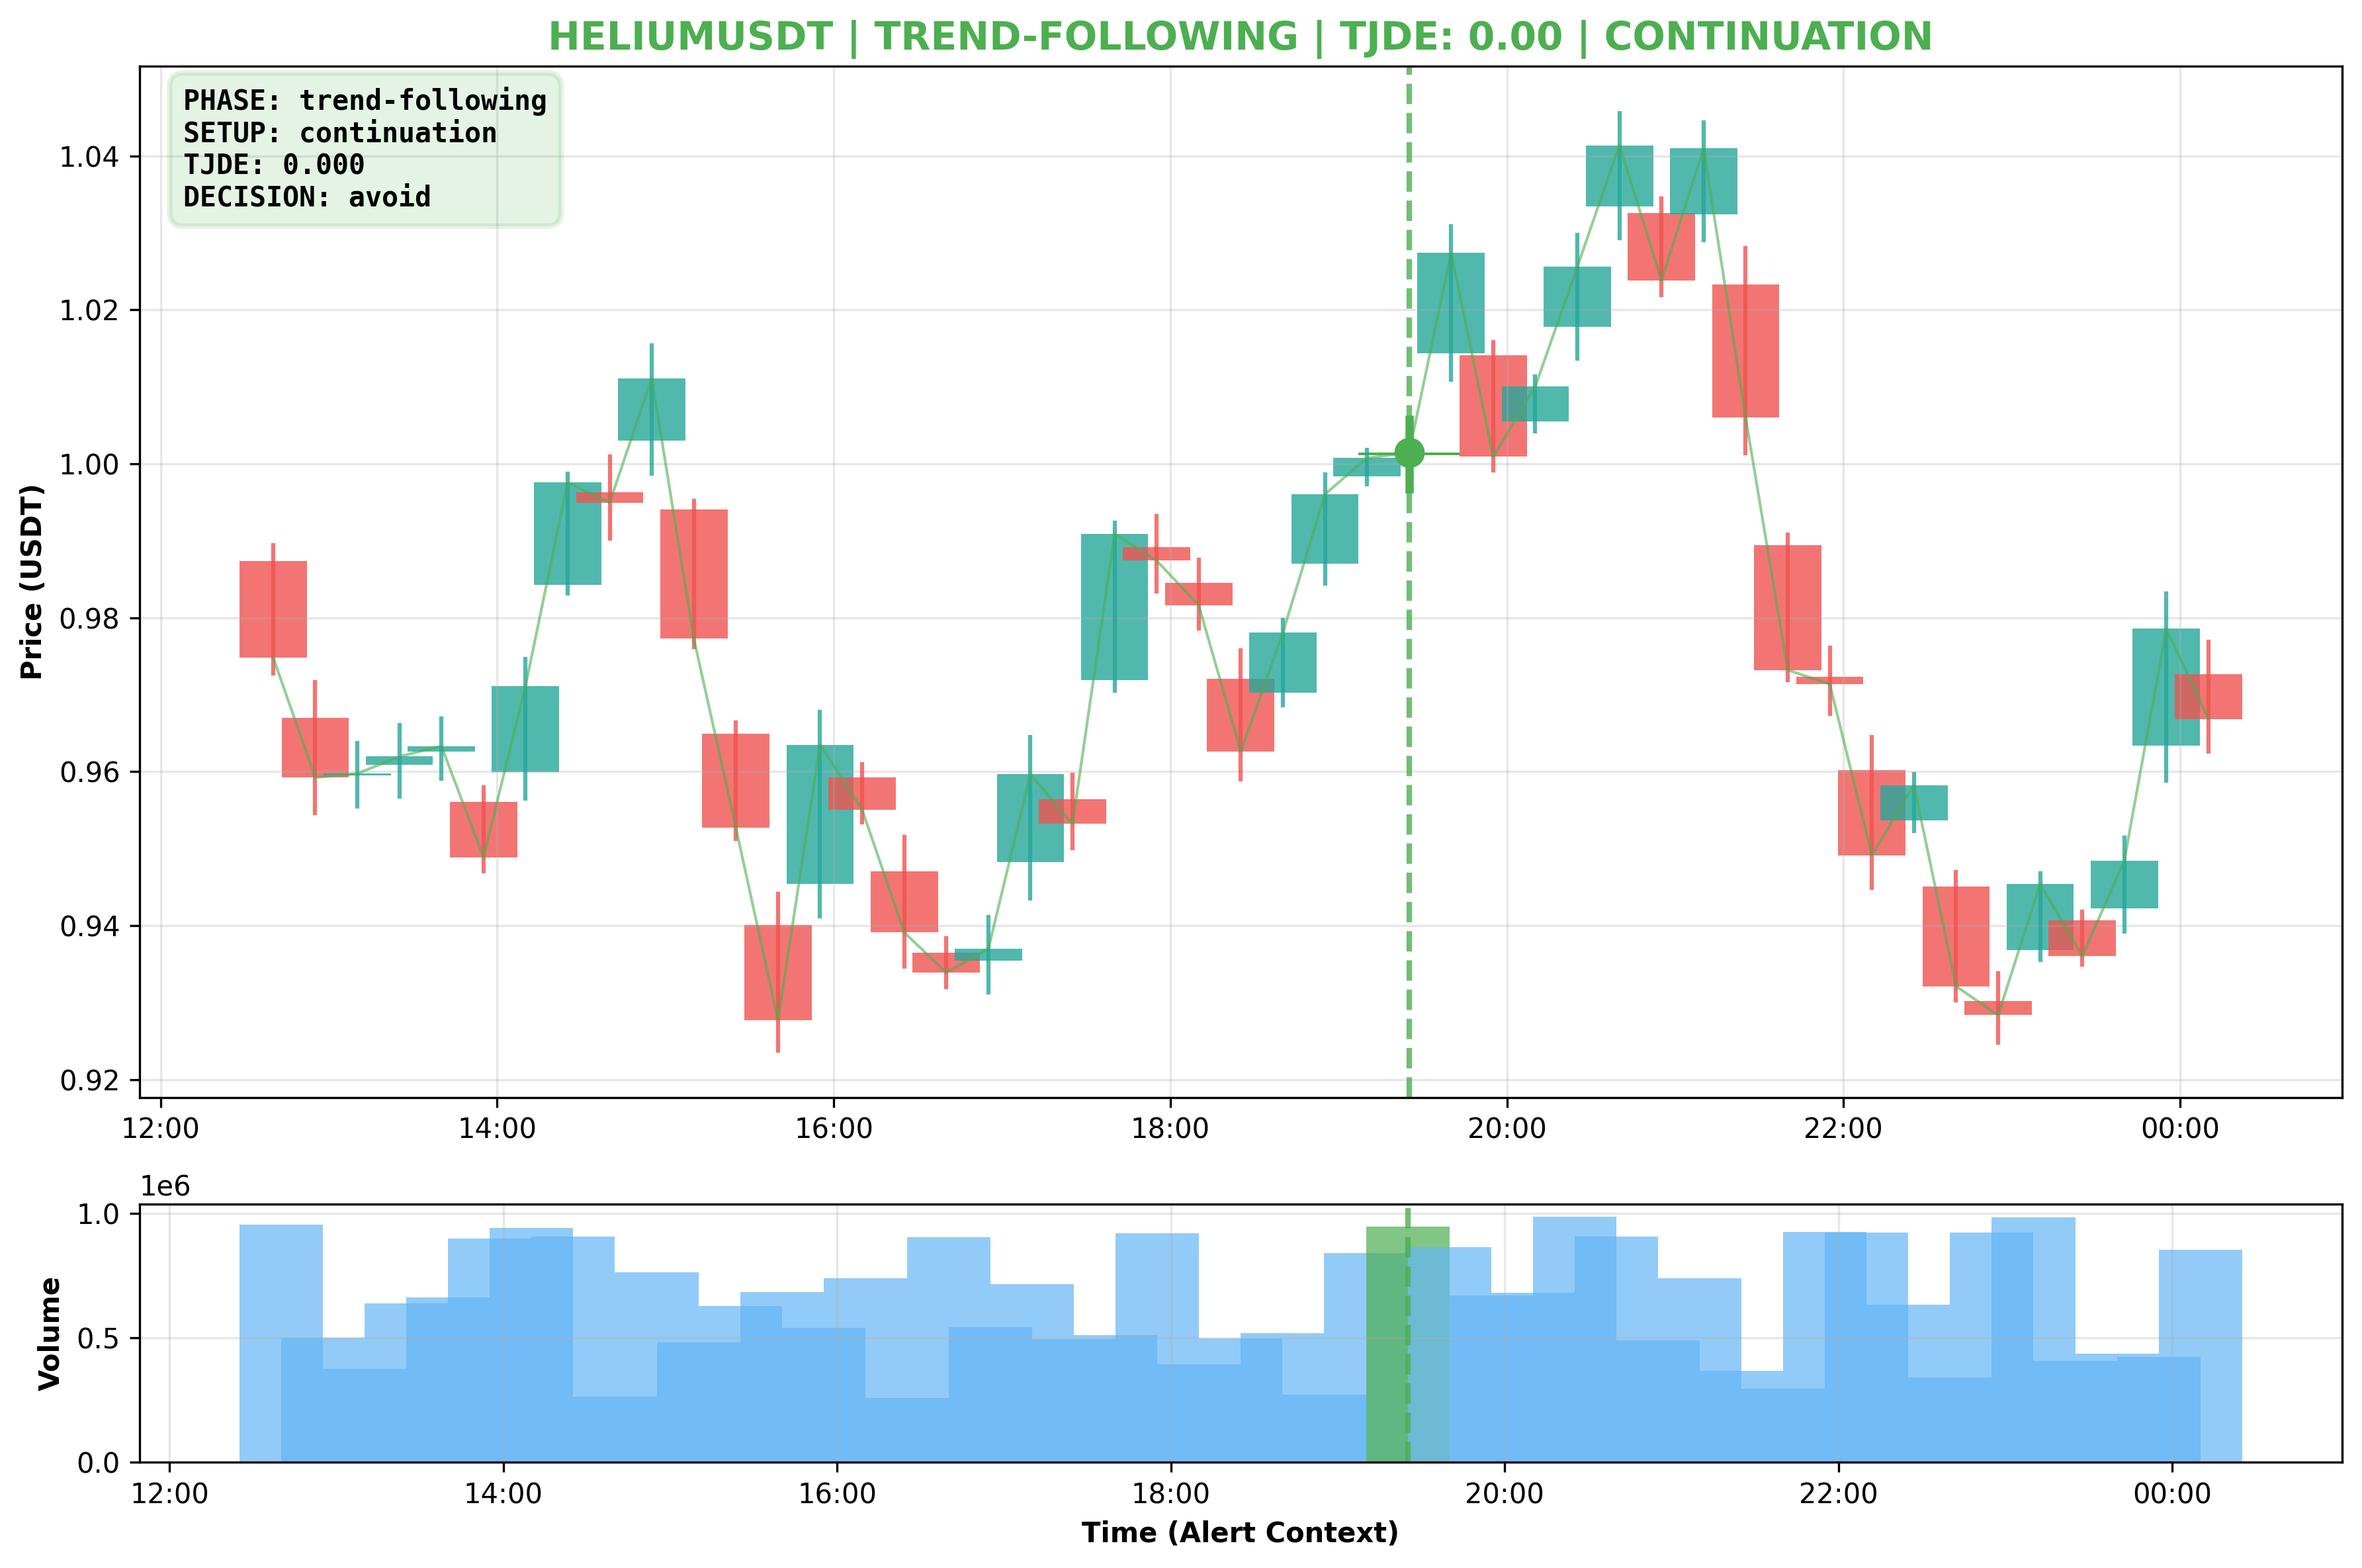 HELIUMUSDT | TREND-FOLLOWING | TJDE: 0.00 | CONTINUATION
PHASE: trend-following
SETUP: continuation
TJDE: 0.000
DECISION: avoid
Price (USDT)
1.04
1.02
1.00
0.98
0.96
0.94
0.92
12:00 14:00 16:00 18:00 20:00 22:00 00:00
1e6
Volume
1.0
0.5
0.0
12:00 14:00 16:00 18:00 20:00 22:00 00:00
Time (Alert Context)